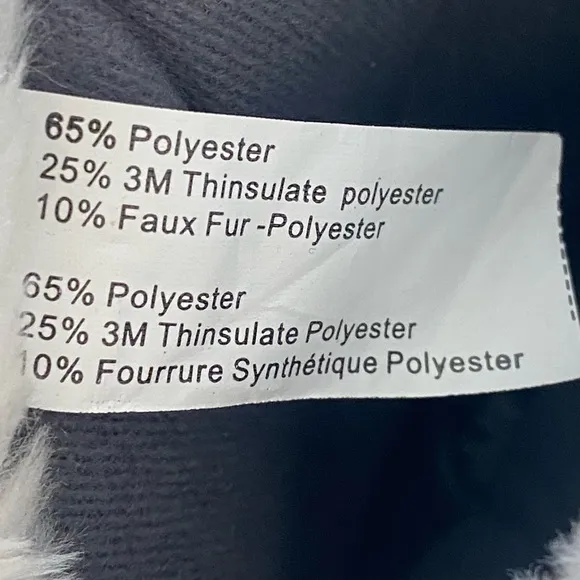 65% Polyester
25% 3M Thinsulate polyester
10% Faux Fur -Polyester
65% Polyester
25% 3M Thinsulate Polyester
10% Fourrure Synthétique Polyester